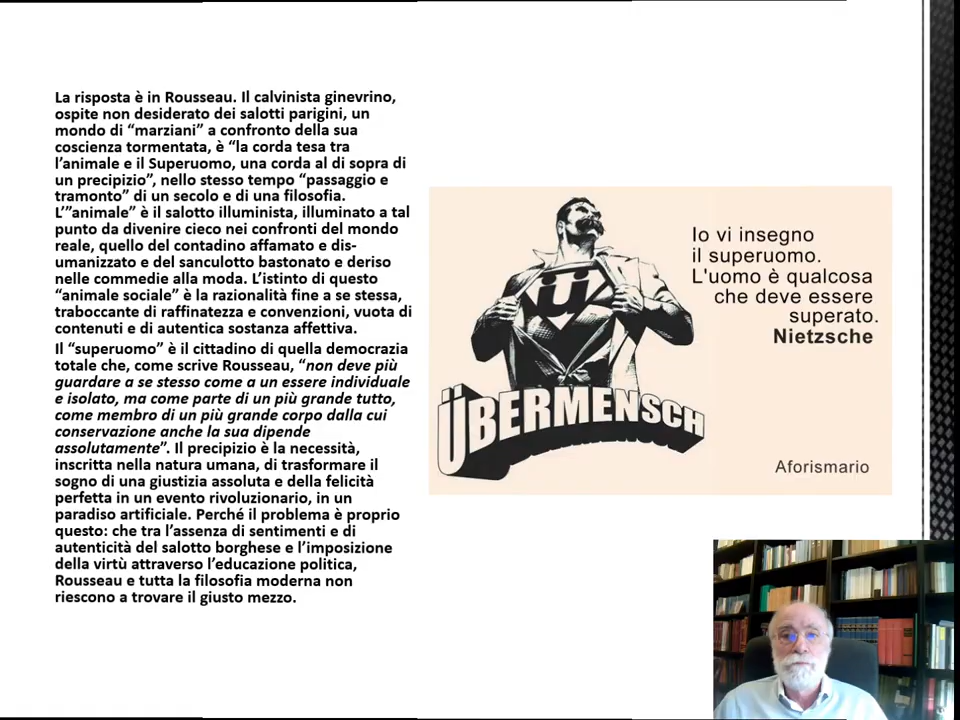 La risposta è in Rousseau. Il calvinista ginevrino,
ospite non desiderato dei salotti parigini, un
mondo di “marziani” a confronto della sua
coscienza tormentata, è “la corda tesa tra
l’animale e il Superuomo, una corda al di sopra di
un precipizio”, nello stesso tempo “passaggio e
tramonto” di un secolo e di una filosofia.
L’”animale” è il salotto illuminista, illuminato a tal
punto da divenire cieco nei confronti del mondo
reale, quello del contadino affamato e dis-
umanizzato e del sanculotto bastonato e deriso
nelle commedie alla moda. L’istinto di questo
“animale sociale” è la razionalità fine a se stessa,
traboccante di raffinatezza e convenzioni, vuota di
contenuti e di autentica sostanza affettiva.
Il “superuomo” è il cittadino di quella democrazia
totale che, come scrive Rousseau, “non deve più
guardare a se stesso come a un essere individuale
e isolato, ma come parte di un più grande tutto,
come membro di un più grande corpo dalla cui
conservazione anche la sua dipende
assolutamente”. Il precipizio è la necessità,
inscritta nella natura umana, di trasformare il
sogno di una giustizia assoluta e della felicità
perfetta in un evento rivoluzionario, in un
paradiso artificiale. Perché il problema è proprio
questo: che tra l’assenza di sentimenti e di
autenticità del salotto borghese e l’imposizione
della virtù attraverso l’educazione politica,
Rousseau e tutta la filosofia moderna non
riescono a trovare il giusto mezzo.
Ü
ÜBERMENSCH
Io vi insegno
il superuomo.
L'uomo è qualcosa
che deve essere
superato.
Nietzsche
Aforismario